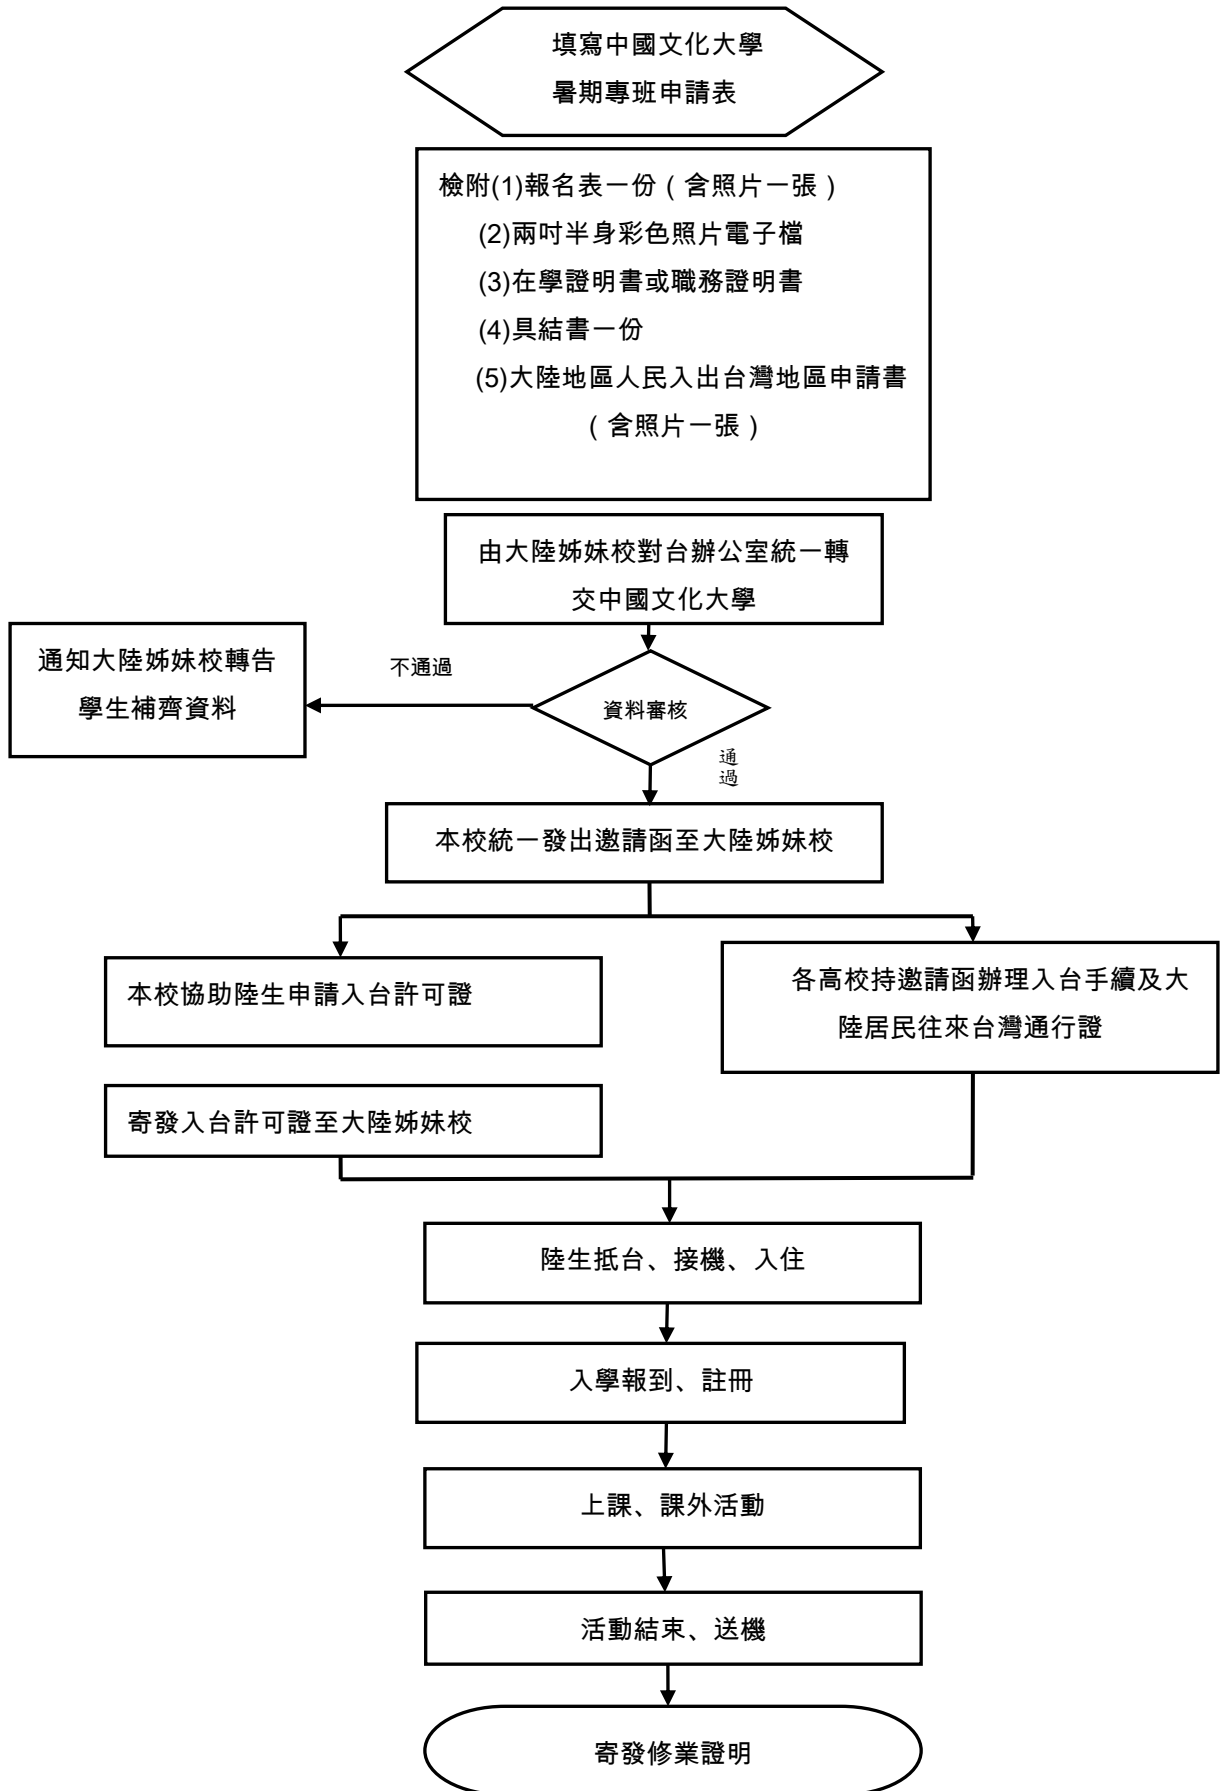 填寫中國文化大學
暑期專班申請表
檢附(1)報名表一份（含照片一張）
(2)兩吋半身彩色照片電子檔
(3)在學證明書或職務證明書
(4)具結書一份
(5)大陸地區人民入出台灣地區申請書
（含照片一張）
由大陸姊妹校對台辦公室統一轉
交中國文化大學
通知大陸姊妹校轉告
學生補齊資料
不通過
資料審核
通
過
本校統一發出邀請函至大陸姊妹校
本校協助陸生申請入台許可證
各高校持邀請函辦理入台手續及大
陸居民往來台灣通行證
寄發入台許可證至大陸姊妹校
陸生抵台、接機、入住
入學報到、註冊
上課、課外活動
活動結束、送機
寄發修業證明